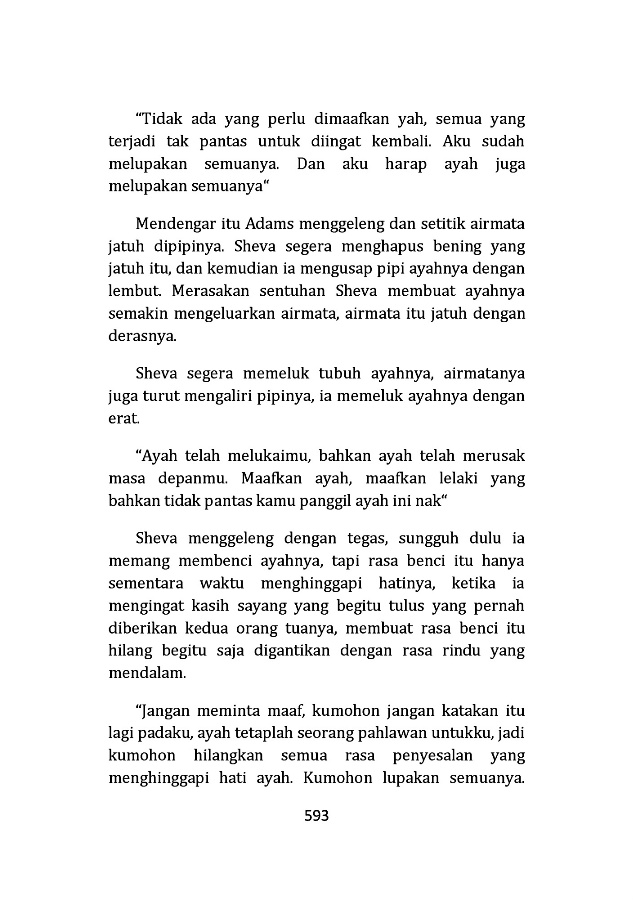 “Tidak ada yang perlu dimaafkan yah, semua yang
terjadi tak pantas untuk diingat kembali. Aku sudah
melupakan semuanya. Dan aku harap ayah juga
melupakan semuanya“
Mendengar itu Adams menggeleng dan setitik airmata
jatuh dipipinya. Sheva segera menghapus bening yang
jatuh itu, dan kemudian ia mengusap pipi ayahnya dengan
lembut. Merasakan sentuhan Sheva membuat ayahnya
semakin mengeluarkan airmata, airmata itu jatuh dengan
derasnya.
Sheva segera memeluk tubuh ayahnya, airmatanya
juga turut mengaliri pipinya, ia memeluk ayahnya dengan
erat.
“Ayah telah melukaimu, bahkan ayah telah merusak
masa depanmu. Maafkan ayah, maafkan lelaki yang
bahkan tidak pantas kamu panggil ayah ini nak“
Sheva menggeleng dengan tegas, sungguh dulu ia
memang membenci ayahnya, tapi rasa benci itu hanya
sementara waktu menghinggapi hatinya, ketika ia
mengingat kasih sayang yang begitu tulus yang pernah
diberikan kedua orang tuanya, membuat rasa benci itu
hilang begitu saja digantikan dengan rasa rindu yang
mendalam.
“Jangan meminta maaf, kumohon jangan katakan itu
lagi padaku, ayah tetaplah seorang pahlawan untukku, jadi
kumohon hilangkan semua rasa penyesalan yang
menghinggapi hati ayah. Kumohon lupakan semuanya.
593